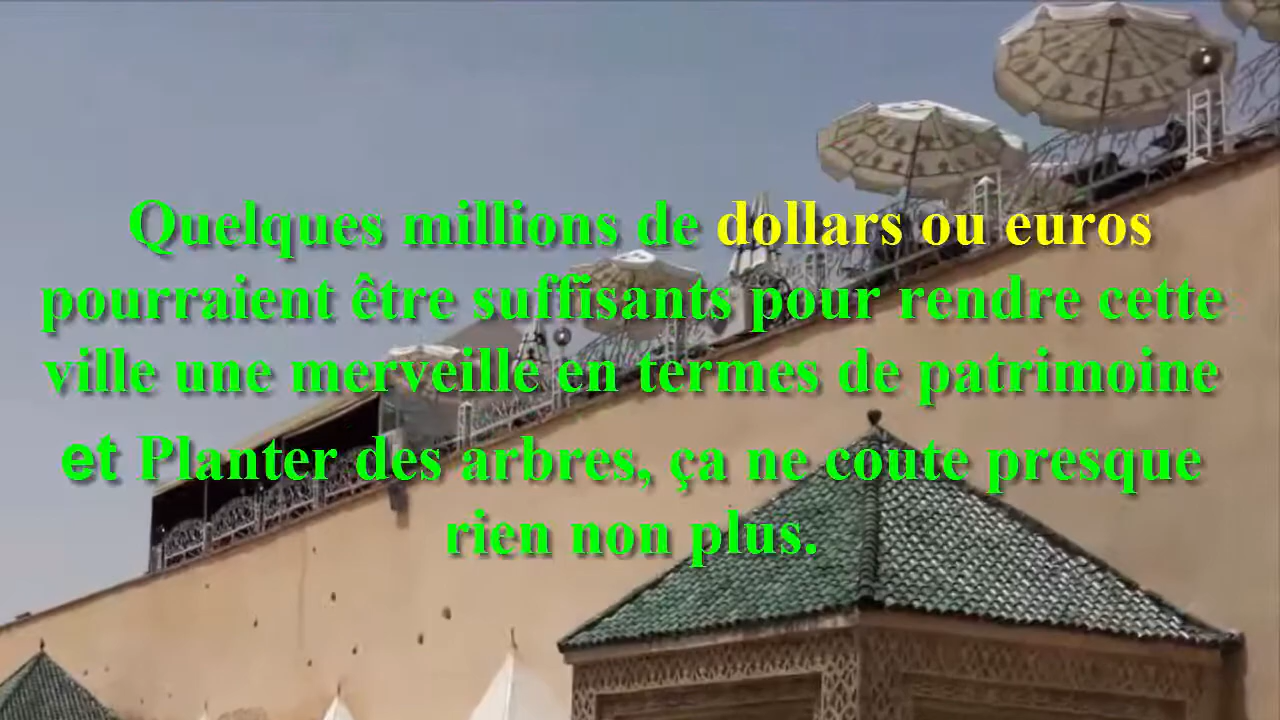 Quelques millions de dollars ou euros
pourraient être suffisants pour rendre cette
ville une merveille en termes de patrimoine
et Planter des arbres, ça ne coute presque
rien non plus.